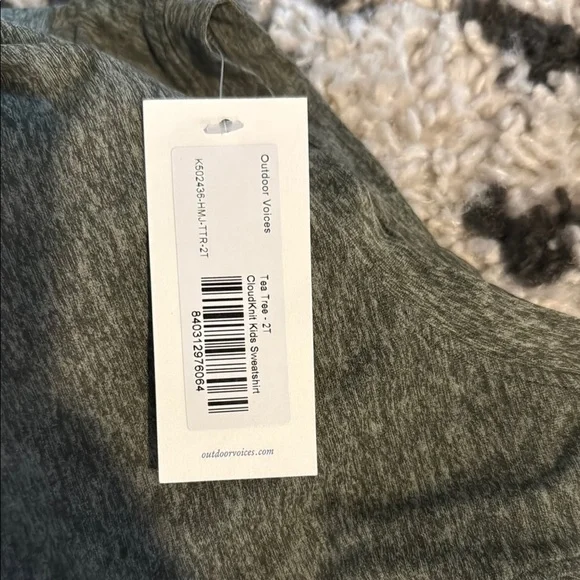 Outdoor Voices
K502436-HMJ-TTR-2T
Tea Tree - 2T
CloudKnit Kids Sweatshirt
840312976064
outdoorvoices.com